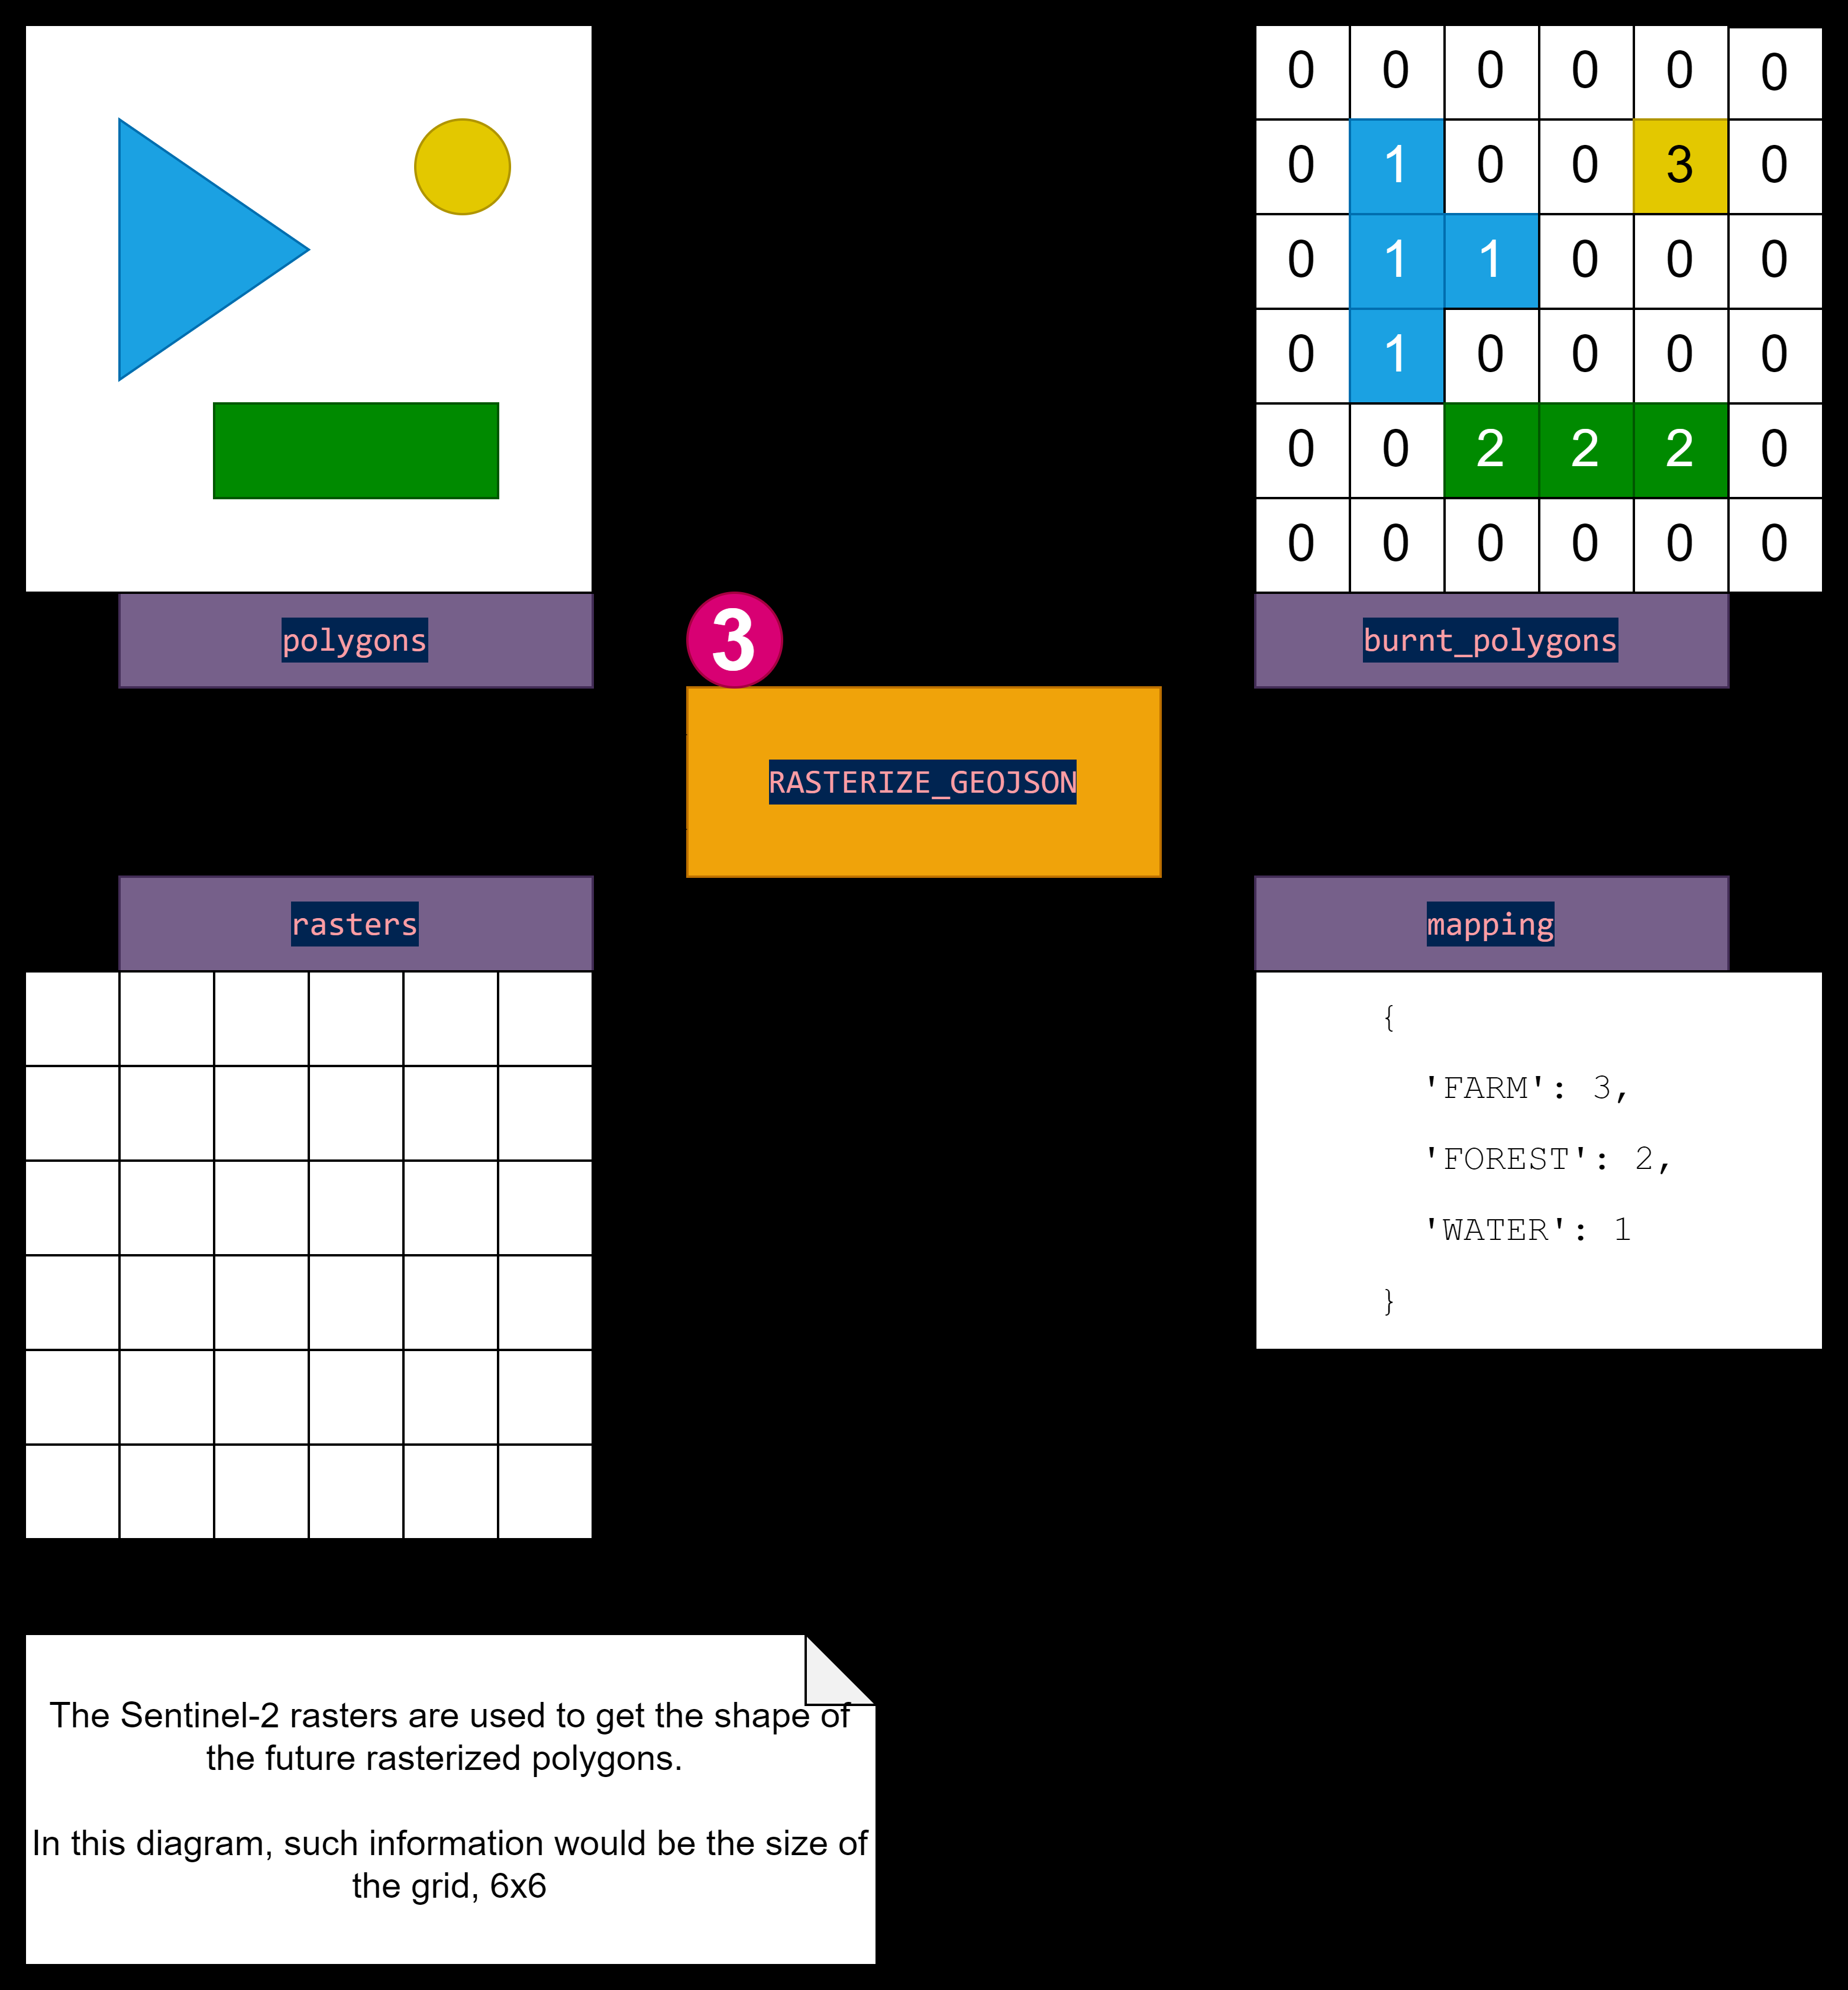 0 0 0 0 0 0
0 1 0 0 3 0
0 1 1 0 0 0
0 1 0 0 0 0
0 0 2 2 2 0
0 0 0 0 0 0
polygons
3
burnt_polygons
RASTERIZE_GEOJSON
rasters
mapping
{
'FARM': 3,
'FOREST': 2,
'WATER': 1
}
The Sentinel-2 rasters are used to get the shape of
the future rasterized polygons.
In this diagram, such information would be the size of
the grid, 6x6